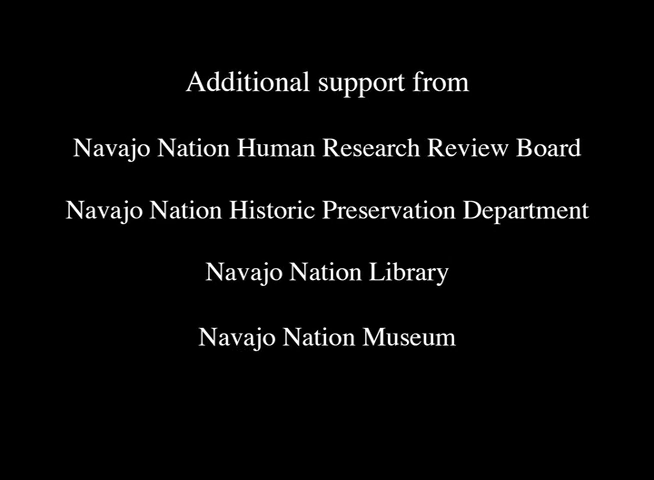 Additional support from
Navajo Nation Human Research Review Board
Navajo Nation Historic Preservation Department
Navajo Nation Library
Navajo Nation Museum